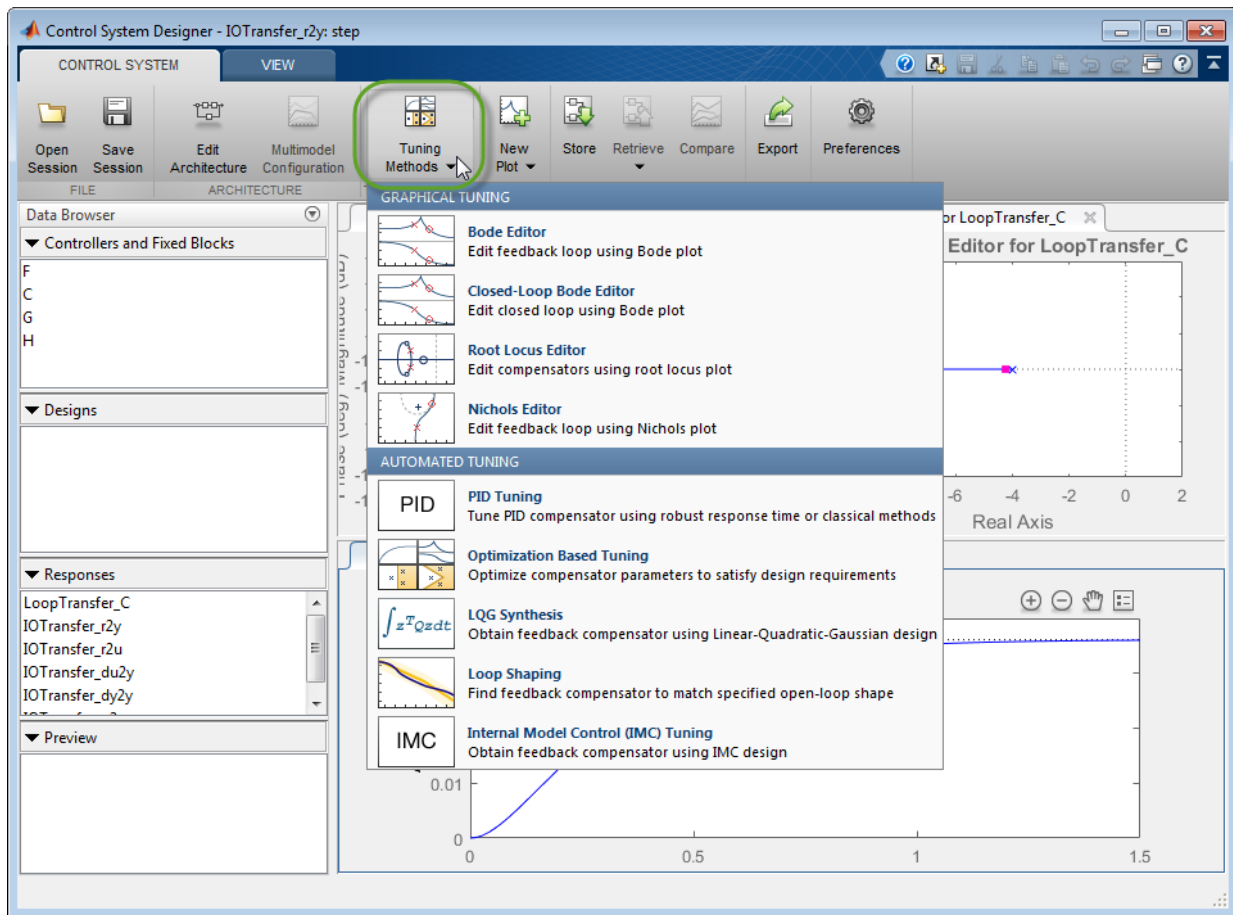 Control System Designer - IOTransfer_r2y: step
CONTROL SYSTEM
VIEW
Open Session
Save Session
Edit Architecture
Multimodel Configuration
Tuning Methods
New Plot
Store
Retrieve
Compare
Export
Preferences
FILE
ARCHITECTURE
Data Browser
Controllers and Fixed Blocks
F
C
G
H
Designs
Responses
LoopTransfer_C
IOTransfer_r2y
IOTransfer_r2u
IOTransfer_du2y
IOTransfer_dy2y
Preview
GRAPHICAL TUNING
Bode Editor
Edit feedback loop using Bode plot
Closed-Loop Bode Editor
Edit closed loop using Bode plot
Root Locus Editor
Edit compensators using root locus plot
Nichols Editor
Edit feedback loop using Nichols plot
AUTOMATED TUNING
PID
PID Tuning
Tune PID compensator using robust response time or classical methods
Optimization Based Tuning
Optimize compensator parameters to satisfy design requirements
∫zᵀQzdt
LQG Synthesis
Obtain feedback compensator using Linear-Quadratic-Gaussian design
Loop Shaping
Find feedback compensator to match specified open-loop shape
IMC
Internal Model Control (IMC) Tuning
Obtain feedback compensator using IMC design
or LoopTransfer_C
Editor for LoopTransfer_C
-6 -4 -2 0 2
Real Axis
0.01
0
0 0.5 1 1.5